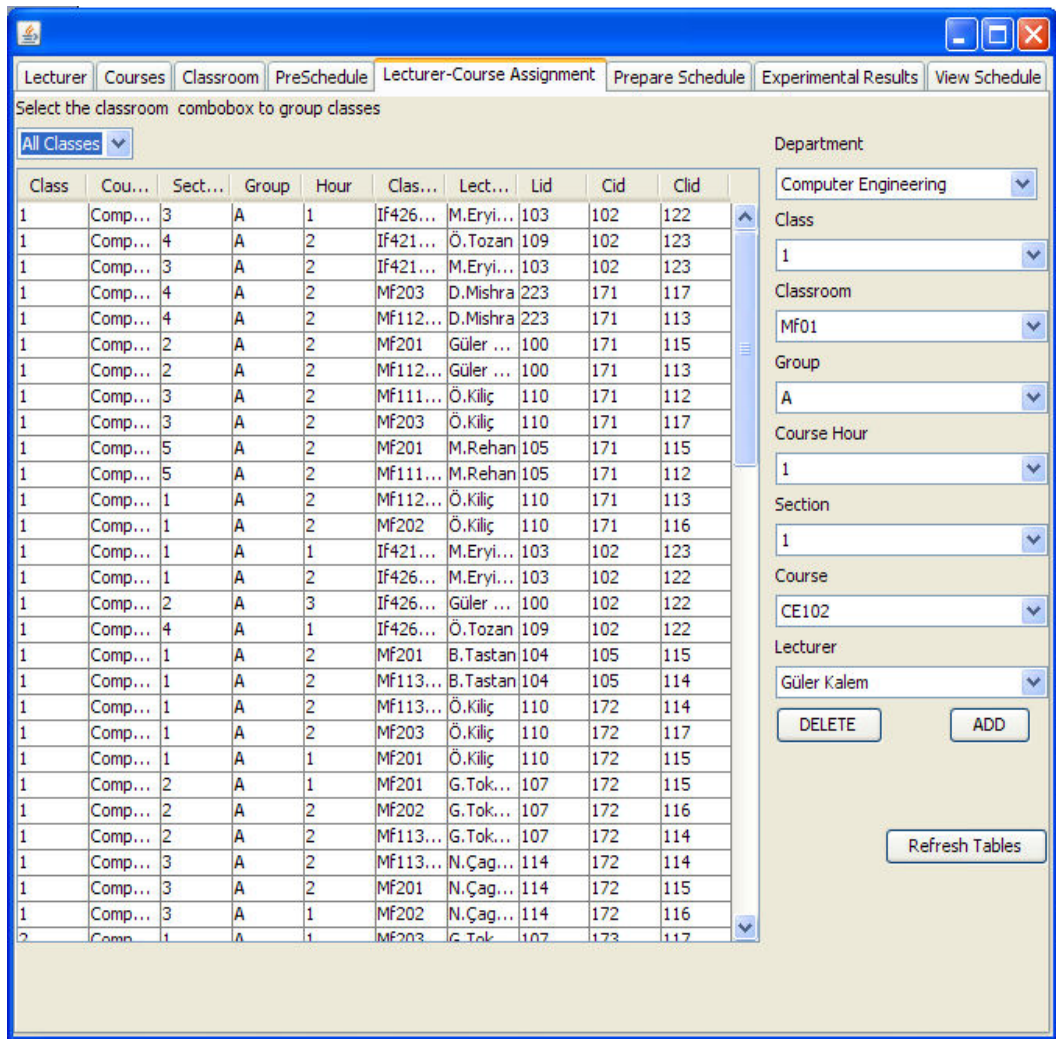 Lecturer Courses Classroom PreSchedule Lecturer-Course Assignment Prepare Schedule Experimental Results View Schedule
Select the classroom combobox to group classes
All Classes
Class Cou... Sect... Group Hour Clas... Lect... Lid Cid Clid
1 Comp... 3 A 1 If426... M.Eryi... 103 102 122
1 Comp... 4 A 2 If421... Ö.Tozan 109 102 123
1 Comp... 3 A 2 If421... M.Eryi... 103 102 123
1 Comp... 4 A 2 Mf203 D.Mishra 223 171 117
1 Comp... 4 A 2 Mf112... D.Mishra 223 171 113
1 Comp... 2 A 2 Mf201 Güler ... 100 171 115
1 Comp... 2 A 2 Mf112... Güler ... 100 171 113
1 Comp... 3 A 2 Mf111... Ö.Kiliç 110 171 112
1 Comp... 3 A 2 Mf203 Ö.Kiliç 110 171 117
1 Comp... 5 A 2 Mf201 M.Rehan 105 171 115
1 Comp... 5 A 2 Mf111... M.Rehan 105 171 112
1 Comp... 1 A 2 Mf112... Ö.Kiliç 110 171 113
1 Comp... 1 A 2 Mf202 Ö.Kiliç 110 171 116
1 Comp... 1 A 1 If421... M.Eryi... 103 102 123
1 Comp... 1 A 2 If426... M.Eryi... 103 102 122
1 Comp... 2 A 3 If426... Güler ... 100 102 122
1 Comp... 4 A 1 If426... Ö.Tozan 109 102 122
1 Comp... 1 A 2 Mf201 B.Tastan 104 105 115
1 Comp... 1 A 2 Mf113... B.Tastan 104 105 114
1 Comp... 1 A 2 Mf113... Ö.Kiliç 110 172 114
1 Comp... 1 A 2 Mf203 Ö.Kiliç 110 172 117
1 Comp... 1 A 1 Mf201 Ö.Kiliç 110 172 115
1 Comp... 2 A 1 Mf201 G.Tok... 107 172 115
1 Comp... 2 A 2 Mf202 G.Tok... 107 172 116
1 Comp... 2 A 2 Mf113... G.Tok... 107 172 114
1 Comp... 3 A 2 Mf113... N.Çag... 114 172 114
1 Comp... 3 A 2 Mf201 N.Çag... 114 172 115
1 Comp... 3 A 1 Mf202 N.Çag... 114 172 116
2 Comp... 1 A 1 Mf203 G.Tok... 107 173 117
Department
Computer Engineering
Class
1
Classroom
Mf01
Group
A
Course Hour
1
Section
1
Course
CE102
Lecturer
Güler Kalem
DELETE ADD
Refresh Tables